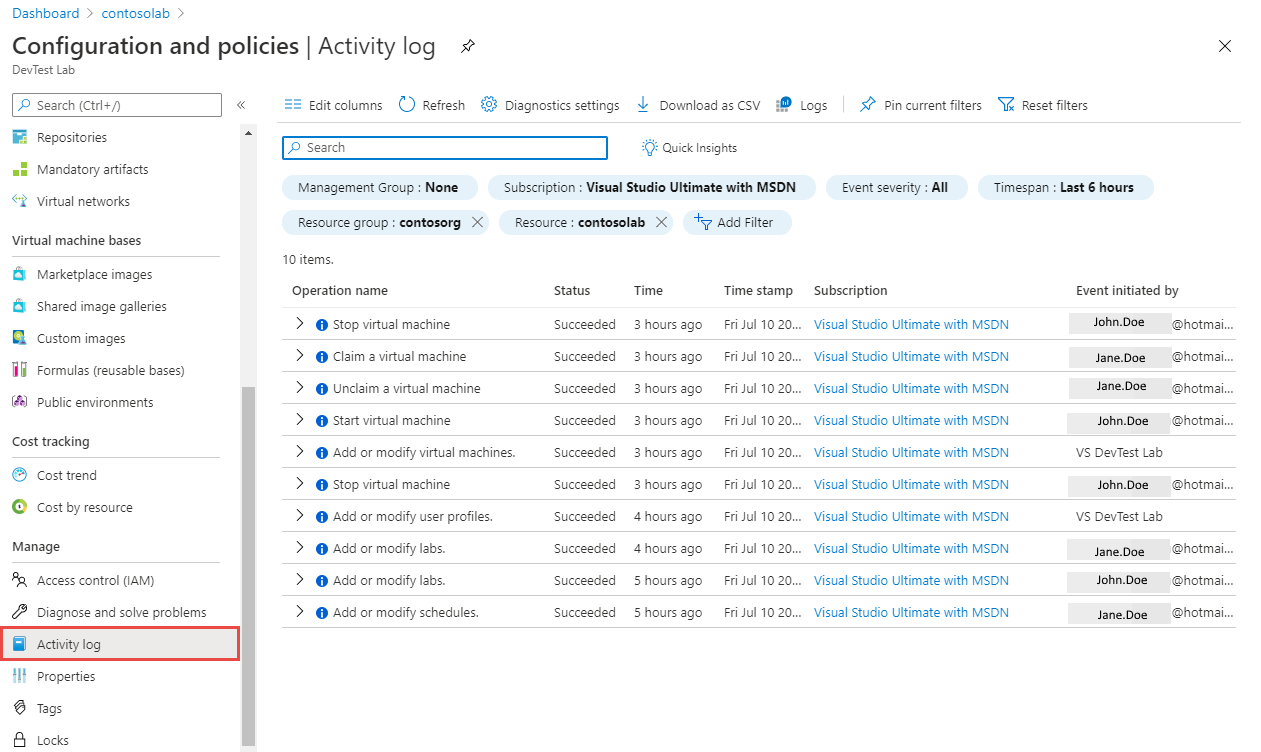 Dashboard > contosolab >
Configuration and policies | Activity log
DevTest Lab
Search (Ctrl+/)
«
Repositories
Mandatory artifacts
Virtual networks
Virtual machine bases
Marketplace images
Shared image galleries
Custom images
Formulas (reusable bases)
Public environments
Cost tracking
Cost trend
Cost by resource
Manage
Access control (IAM)
Diagnose and solve problems
Activity log
Properties
Tags
Locks
Edit columns Refresh Diagnostics settings Download as CSV Logs Pin current filters Reset filters
Search Quick Insights
Management Group : None Subscription : Visual Studio Ultimate with MSDN Event severity : All Timespan : Last 6 hours
Resource group : contosorg Resource : contosolab Add Filter
10 items.
Operation name Status Time Time stamp Subscription Event initiated by
Stop virtual machine Succeeded 3 hours ago Fri Jul 10 20... Visual Studio Ultimate with MSDN John.Doe @hotmai...
Claim a virtual machine Succeeded 3 hours ago Fri Jul 10 20... Visual Studio Ultimate with MSDN Jane.Doe @hotmai...
Unclaim a virtual machine Succeeded 3 hours ago Fri Jul 10 20... Visual Studio Ultimate with MSDN Jane.Doe @hotmai...
Start virtual machine Succeeded 3 hours ago Fri Jul 10 20... Visual Studio Ultimate with MSDN John.Doe @hotmai...
Add or modify virtual machines. Succeeded 3 hours ago Fri Jul 10 20... Visual Studio Ultimate with MSDN VS DevTest Lab
Stop virtual machine Succeeded 3 hours ago Fri Jul 10 20... Visual Studio Ultimate with MSDN John.Doe @hotmai...
Add or modify user profiles. Succeeded 4 hours ago Fri Jul 10 20... Visual Studio Ultimate with MSDN VS DevTest Lab
Add or modify labs. Succeeded 4 hours ago Fri Jul 10 20... Visual Studio Ultimate with MSDN Jane.Doe @hotmai...
Add or modify labs. Succeeded 5 hours ago Fri Jul 10 20... Visual Studio Ultimate with MSDN John.Doe @hotmai...
Add or modify schedules. Succeeded 5 hours ago Fri Jul 10 20... Visual Studio Ultimate with MSDN Jane.Doe @hotmai...